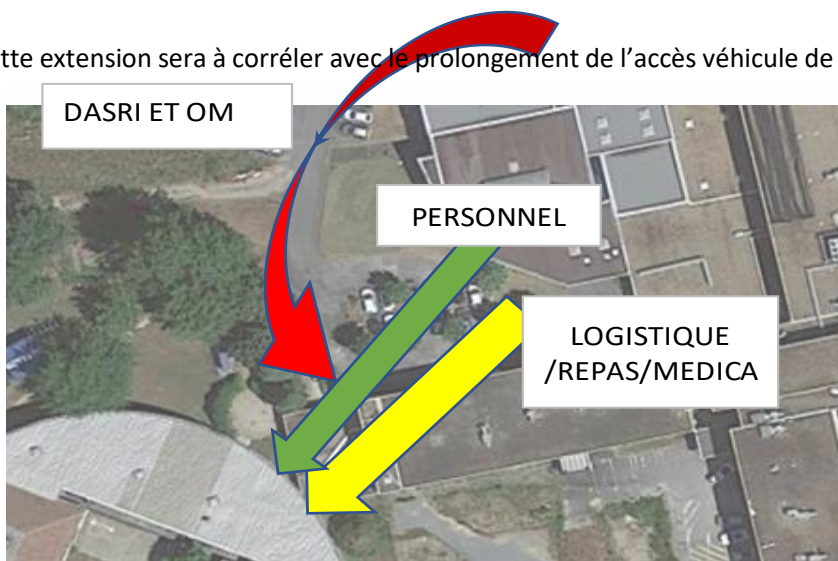 tte extension sera à corréler avec le prolongement de l’accès véhicule de
DASRI ET OM
PERSONNEL
LOGISTIQUE
/REPAS/MEDICA